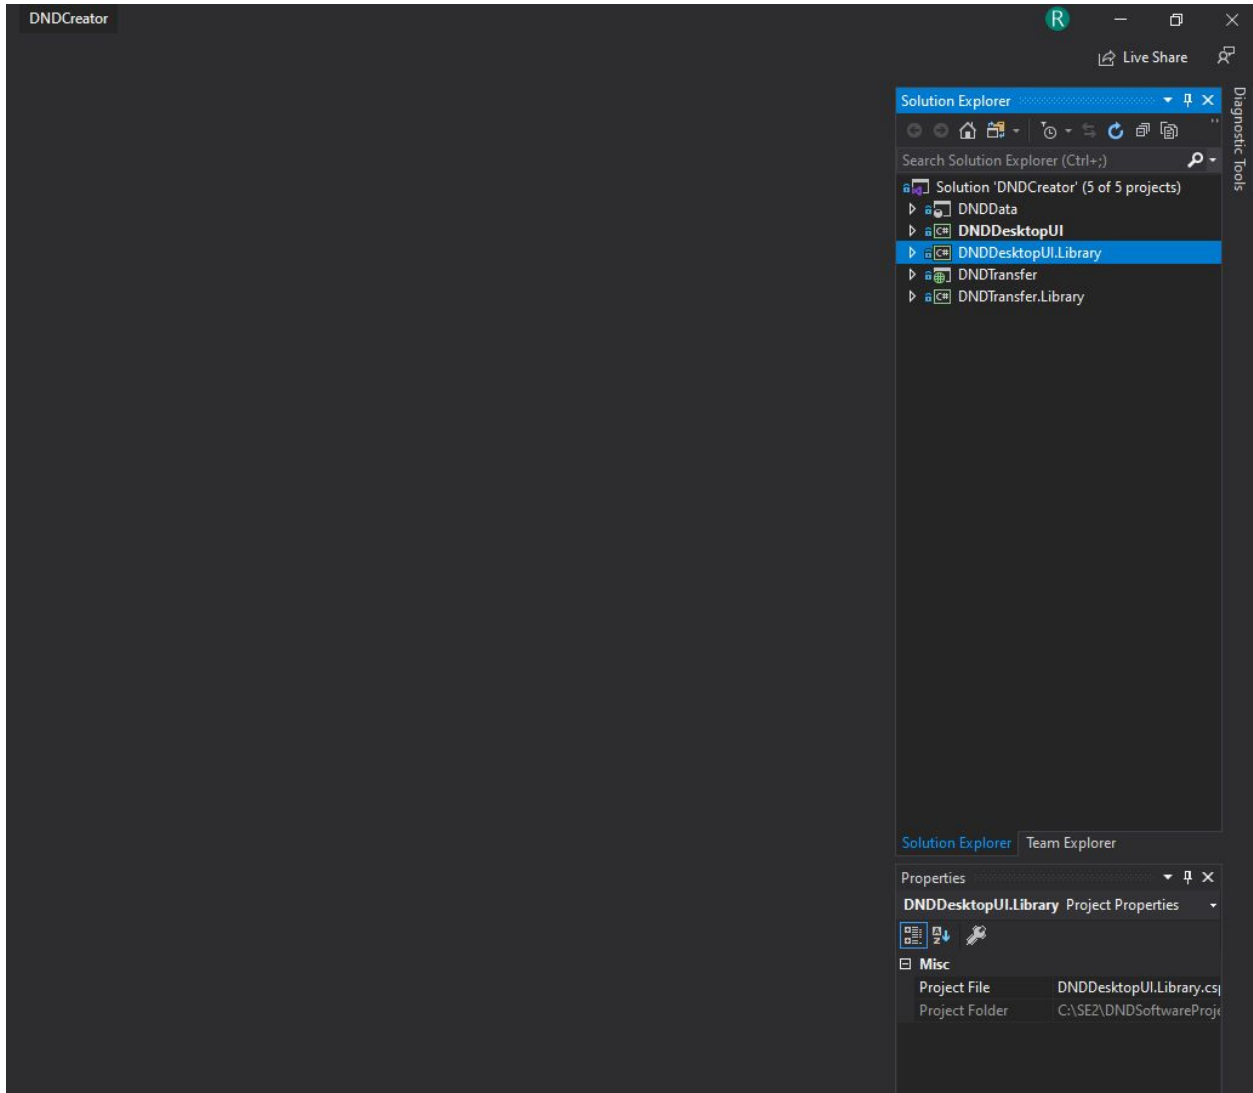 DNDCreator
R
Live Share
Solution Explorer
Search Solution Explorer (Ctrl+;)
Solution 'DNDCreator' (5 of 5 projects)
DNDData
C# DNDDesktopUI
C# DNDDesktopUI.Library
DNDTransfer
C# DNDTransfer.Library
Solution Explorer Team Explorer
Properties
DNDDesktopUI.Library Project Properties
Misc
Project File DNDDesktopUI.Library.csp
Project Folder C:\SE2\DNDSoftwareProje
Diagnostic Tools